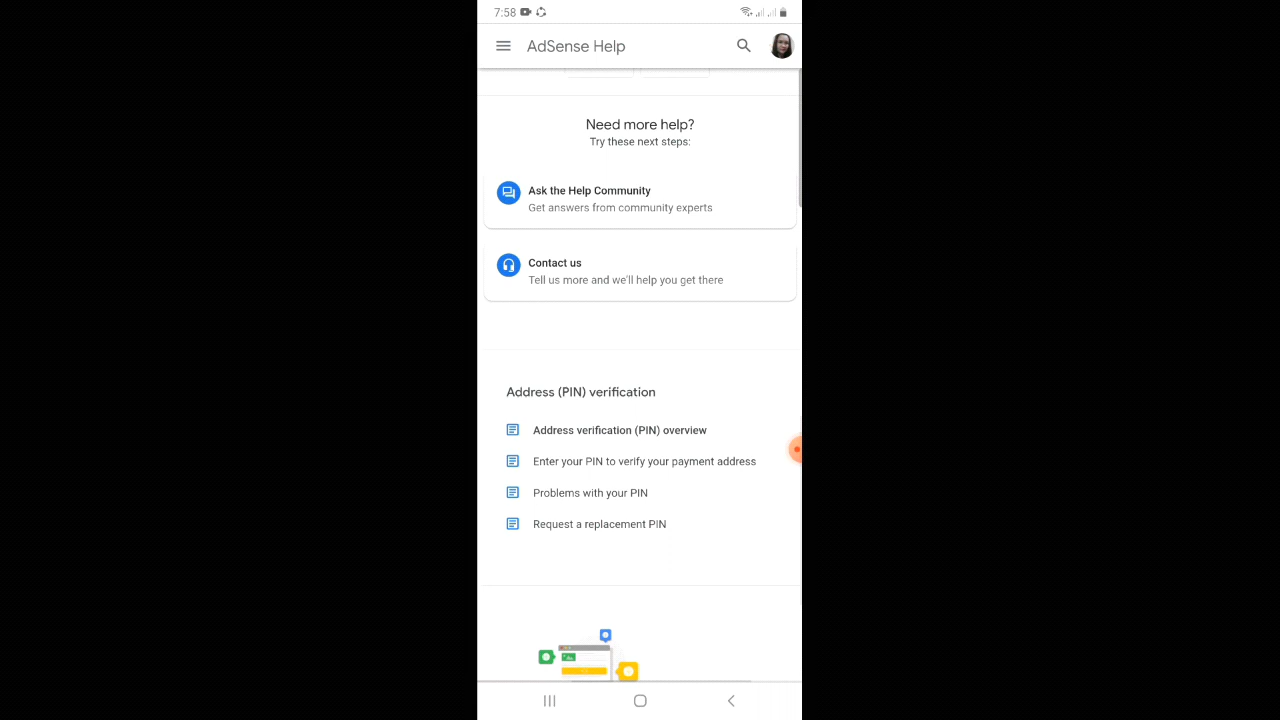 7:58
AdSense Help
Need more help?
Try these next steps:
Ask the Help Community
Get answers from community experts
Contact us
Tell us more and we'll help you get there
Address (PIN) verification
Address verification (PIN) overview
Enter your PIN to verify your payment address
Problems with your PIN
Request a replacement PIN